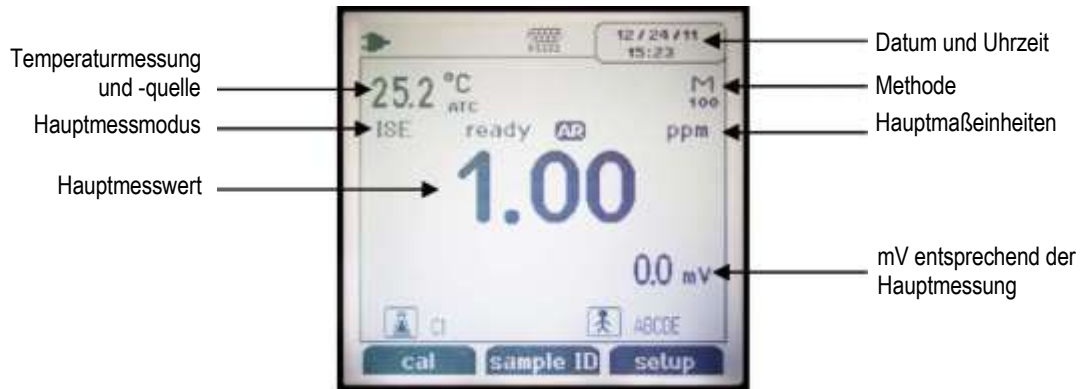 Temperaturmessung
und -quelle
Hauptmessmodus
Hauptmesswert
12/24/11
15:23
25.2 °C
ATC
M
100
ISE ready AR ppm
1.00
0.0 mV
C1 ABCDE
cal sample ID setup
Datum und Uhrzeit
Methode
Hauptmaßeinheiten
mV entsprechend der
Hauptmessung